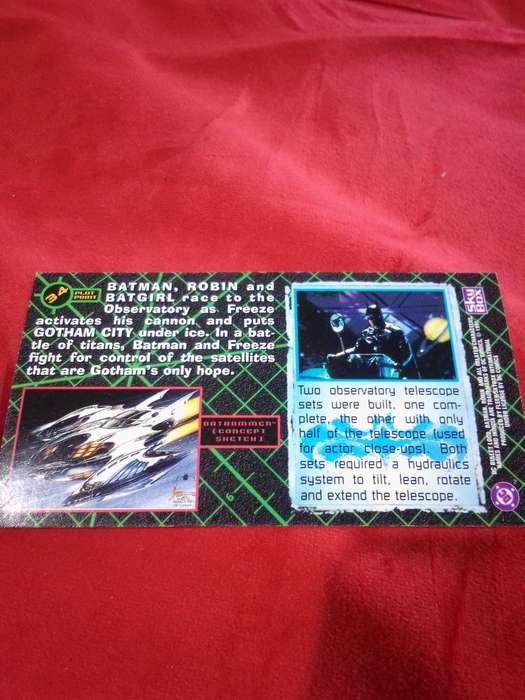 34
PLOT
POINT
BATMAN, ROBIN and
BATGIRL race to the
Observatory as Freeze
activates his cannon and puts
GOTHAM CITY under ice. In a bat-
tle of titans, Batman and Freeze
fight for control of the satellites
that are Gotham's only hope.
BATHAMMER
[CONCEPT
SKETCH]
Two observatory telescope
sets were built, one com-
plete, the other with only
half of the telescope (used
for actor close-ups). Both
sets required a hydraulics
system to tilt, lean, rotate
and extend the telescope.
SKY
BOX